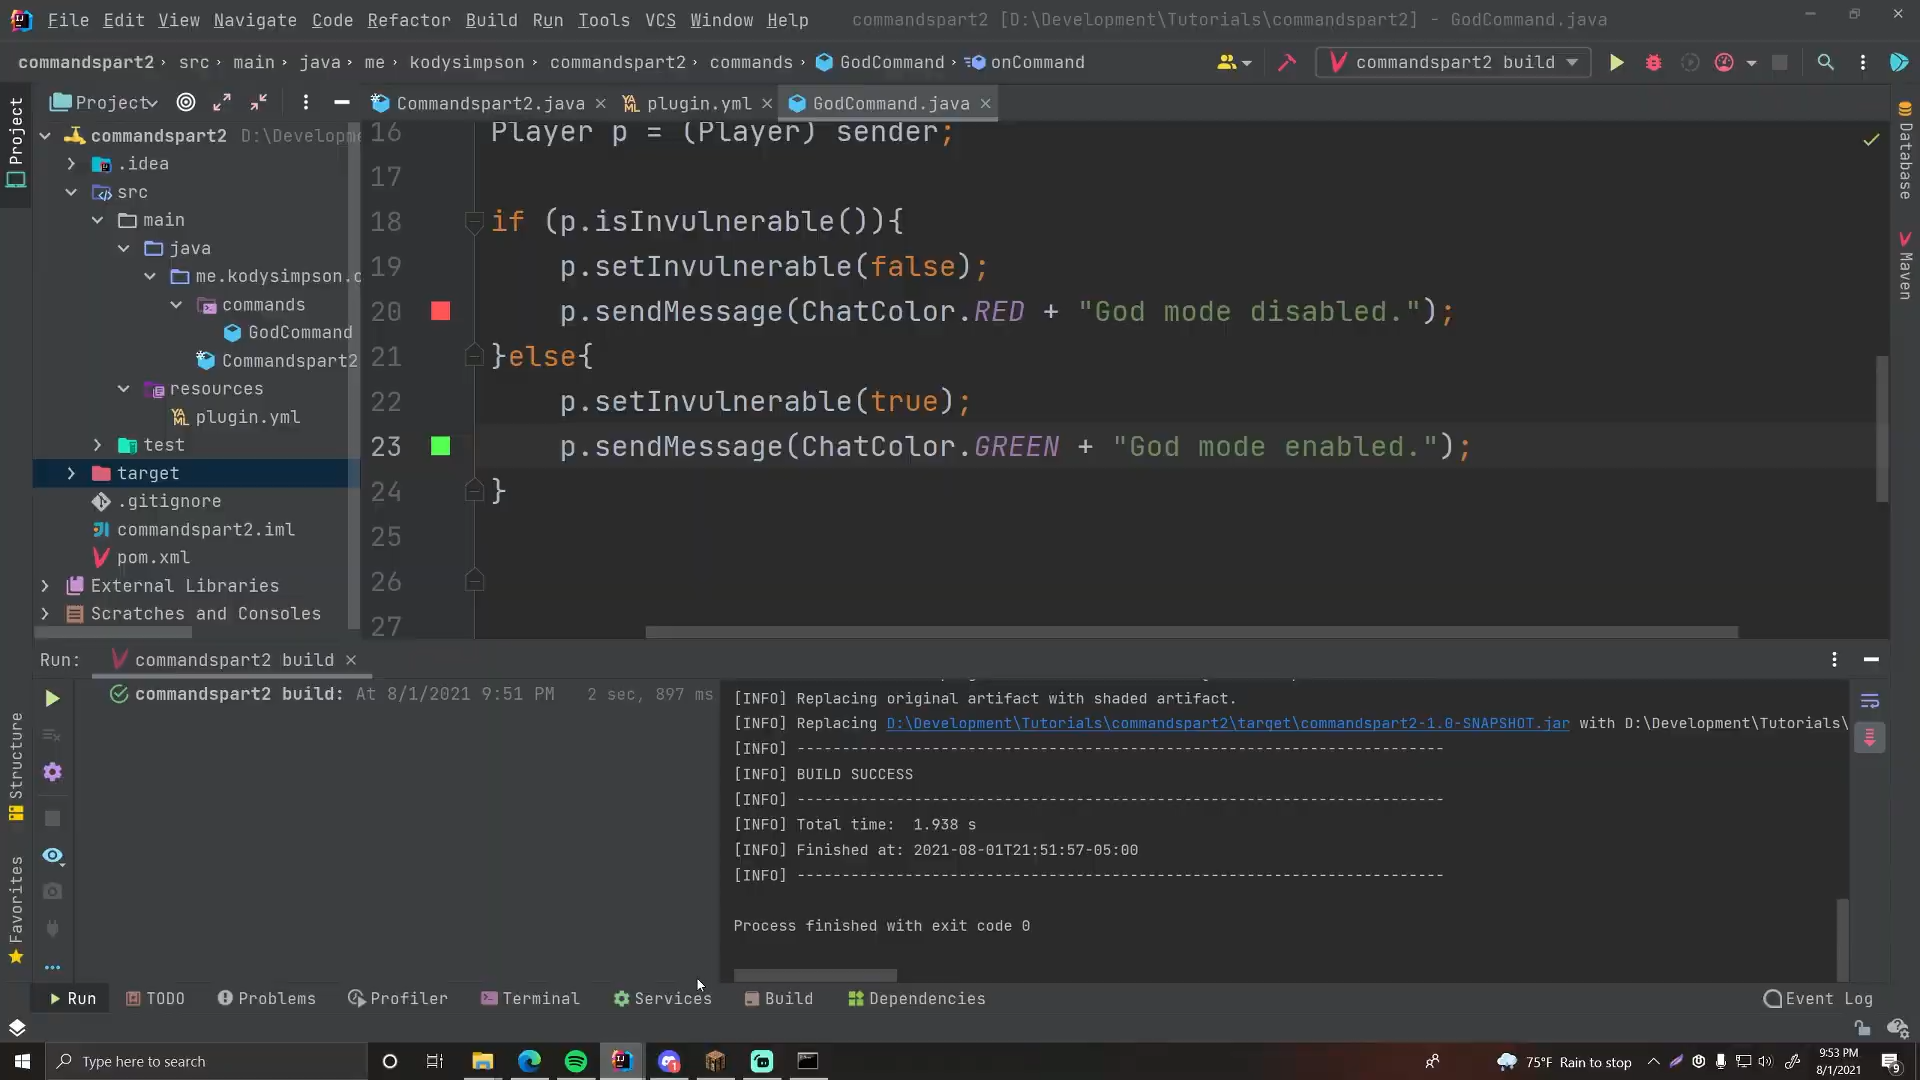 File Edit View Navigate Code Refactor Build Run Tools VCS Window Help commandspart2 [D:\Development\Tutorials\commandspart2] - GodCommand.java
commandspart2 › src › main › java › me › kodysimpson › commandspart2 › commands › GodCommand › onCommand
commandspart2 build
Project
Commandspart2.java
plugin.yml
GodCommand.java
Project
commandspart2 D:\Developme
.idea
src
main
java
me.kodysimpson.c
commands
GodCommand
Commandspart2
resources
plugin.yml
test
target
.gitignore
commandspart2.iml
pom.xml
External Libraries
Scratches and Consoles
16 Player p = (Player) sender;
17
18 if (p.isInvulnerable()){
19 p.setInvulnerable(false);
20 p.sendMessage(ChatColor.RED + "God mode disabled.");
21 }else{
22 p.setInvulnerable(true);
23 p.sendMessage(ChatColor.GREEN + "God mode enabled.");
24 }
25
26
27
Database
Maven
Run: commandspart2 build
commandspart2 build: At 8/1/2021 9:51 PM 2 sec, 897 ms
[INFO] Replacing original artifact with shaded artifact.
[INFO] Replacing D:\Development\Tutorials\commandspart2\target\commandspart2-1.0-SNAPSHOT.jar with D:\Development\Tutorials\
[INFO] ------------------------------------------------------------------------
[INFO] BUILD SUCCESS
[INFO] ------------------------------------------------------------------------
[INFO] Total time: 1.938 s
[INFO] Finished at: 2021-08-01T21:51:57-05:00
[INFO] ------------------------------------------------------------------------
Process finished with exit code 0
Structure
Favorites
Run TODO Problems Profiler Terminal Services Build Dependencies Event Log
Type here to search
75°F Rain to stop
9:53 PM
8/1/2021
9